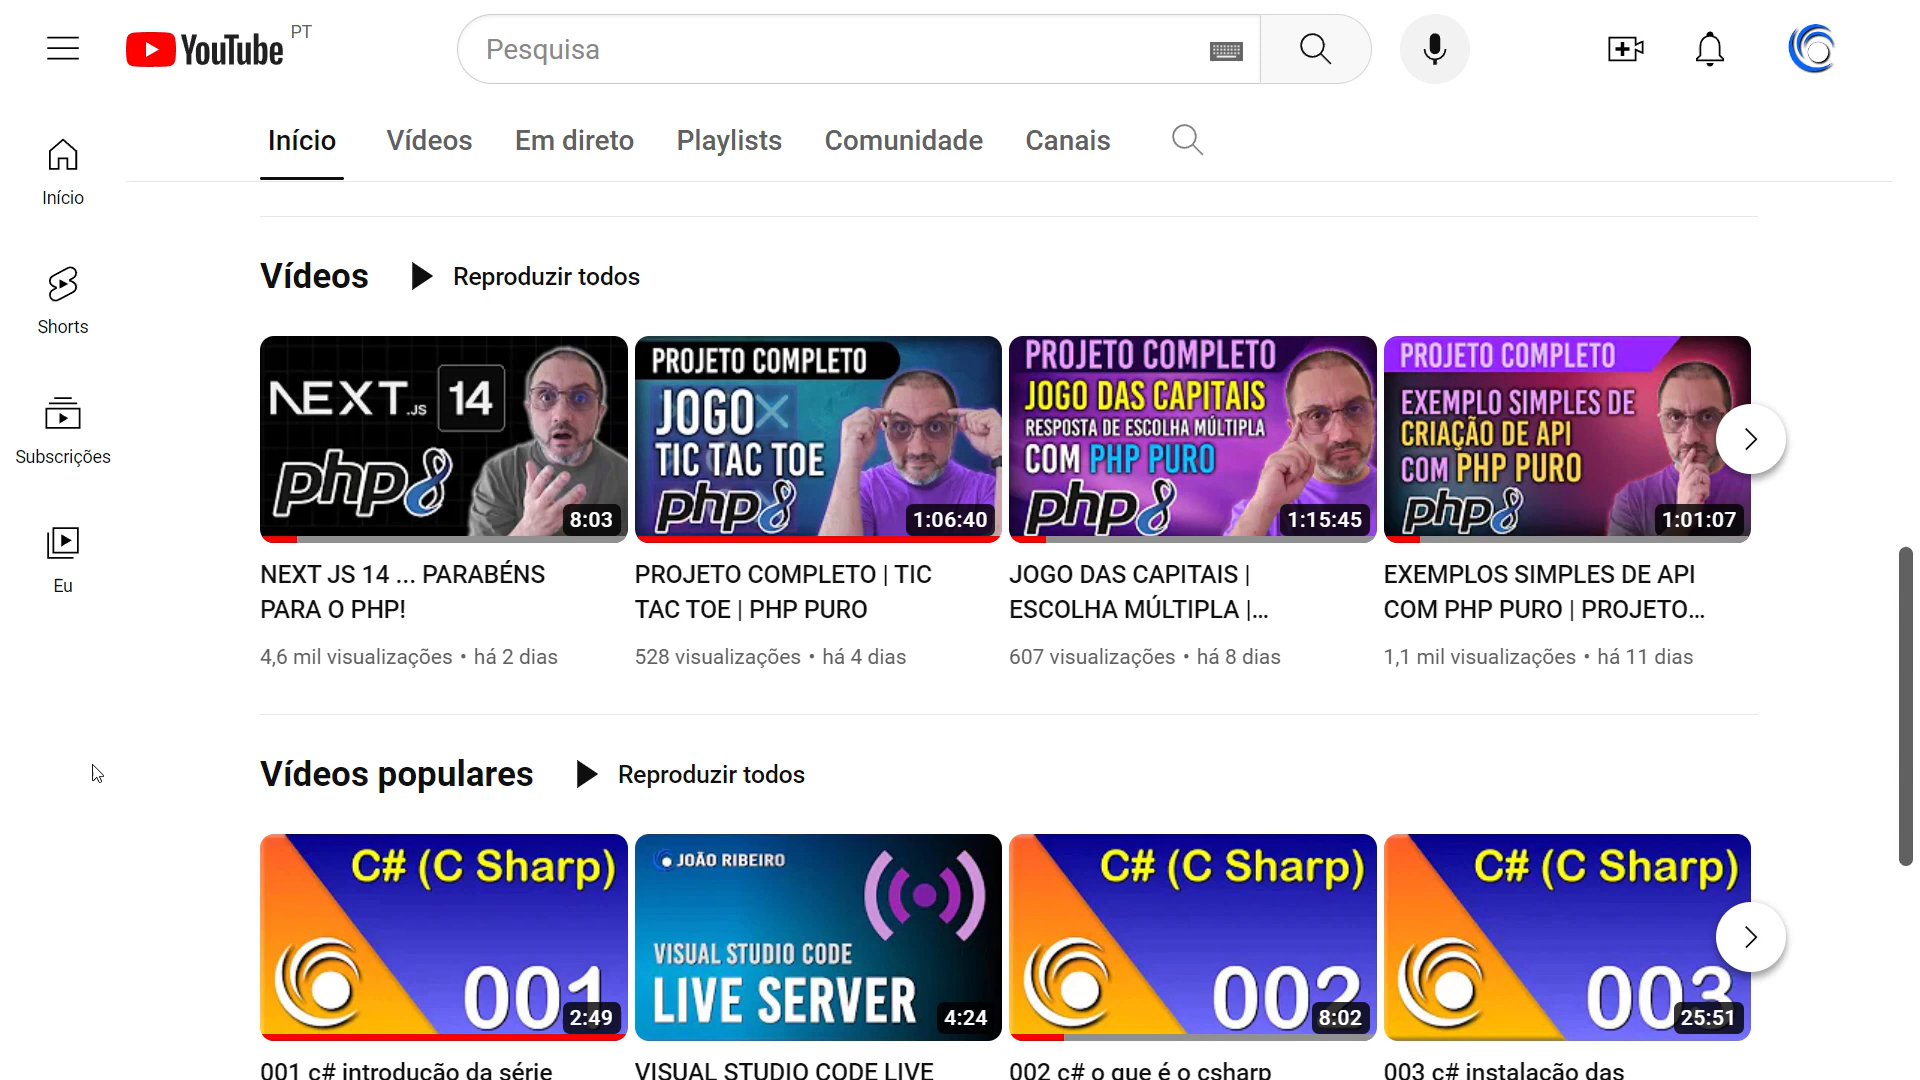 YouTube PT
Pesquisa
Início Vídeos Em direto Playlists Comunidade Canais
Início
Shorts
Subscrições
Eu
Vídeos Reproduzir todos
NEXT.JS 14
php8
8:03
PROJETO COMPLETO
JOGO
TIC TAC TOE
php8
1:06:40
PROJETO COMPLETO
JOGO DAS CAPITAIS
RESPOSTA DE ESCOLHA MÚLTIPLA
COM PHP PURO
php8
1:15:45
PROJETO COMPLETO
EXEMPLO SIMPLES DE
CRIAÇÃO DE API
COM PHP PURO
php8
1:01:07
NEXT JS 14 ... PARABÉNS
PARA O PHP!
4,6 mil visualizações • há 2 dias
PROJETO COMPLETO | TIC
TAC TOE | PHP PURO
528 visualizações • há 4 dias
JOGO DAS CAPITAIS |
ESCOLHA MÚLTIPLA |...
607 visualizações • há 8 dias
EXEMPLOS SIMPLES DE API
COM PHP PURO | PROJETO...
1,1 mil visualizações • há 11 dias
Vídeos populares Reproduzir todos
C# (C Sharp)
001
2:49
JOÃO RIBEIRO
VISUAL STUDIO CODE
LIVE SERVER
4:24
C# (C Sharp)
002
8:02
C# (C Sharp)
003
25:51
001 c# introdução da série
VISUAL STUDIO CODE LIVE
002 c# o que é o csharp
003 c# instalação das